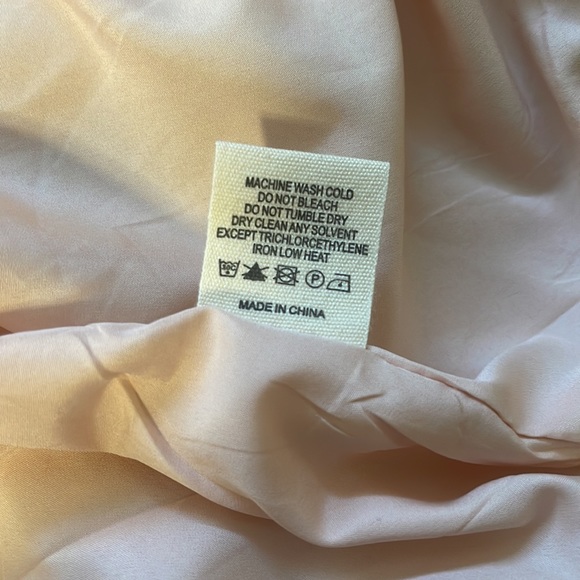 MACHINE WASH COLD
DO NOT BLEACH
DO NOT TUMBLE DRY
DRY CLEAN ANY SOLVENT
EXCEPT TRICHLORCETHYLENE
IRON LOW HEAT
P
MADE IN CHINA